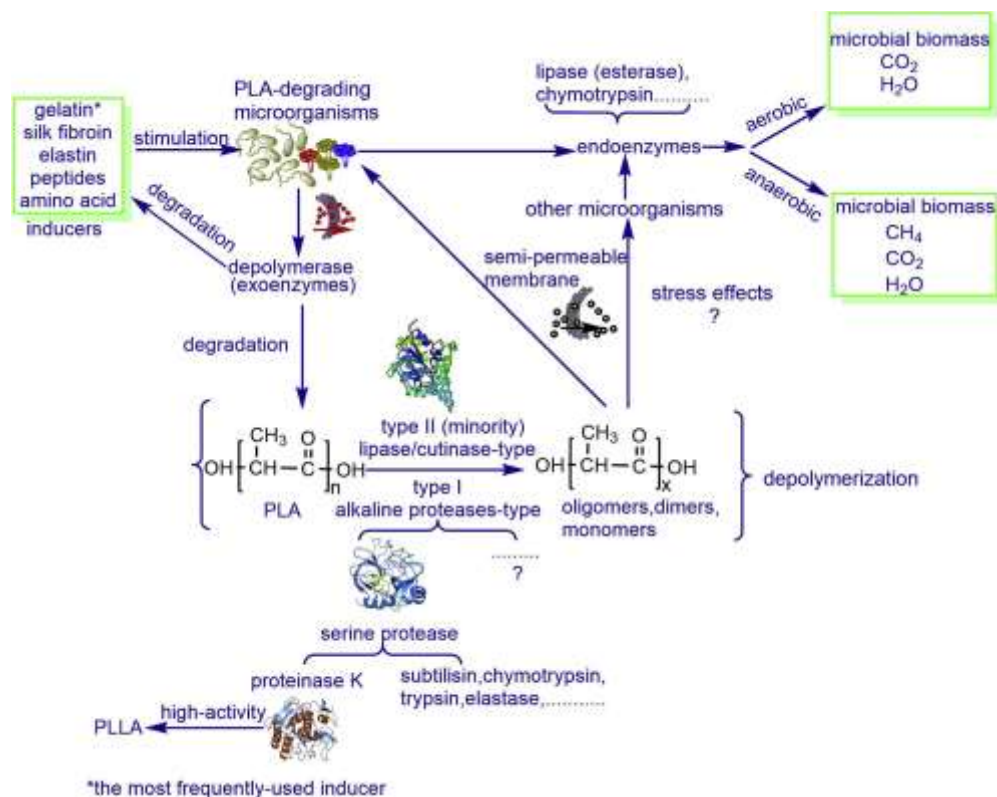 microbial biomass
CO2
H2O
lipase (esterase),
chymotrypsin..........
PLA-degrading
microorganisms
gelatin*
silk fibroin
elastin
peptides
amino acid
inducers
stimulation
endoenzymes
aerobic
anaerobic
microbial biomass
CH4
CO2
H2O
degradation
other microorganisms
depolymerase
(exoenzymes)
semi-permeable
membrane
stress effects
?
degradation
type II (minority)
lipase/cutinase-type
type I
alkaline proteases-type
CH3 O
OH CH C OH
n
PLA
CH3 O
OH CH C OH
x
oligomers,dimers,
monomers
depolymerization
.........
?
serine protease
proteinase K
subtilisin,chymotrypsin,
trypsin,elastase,............
high-activity
PLLA
*the most frequently-used inducer